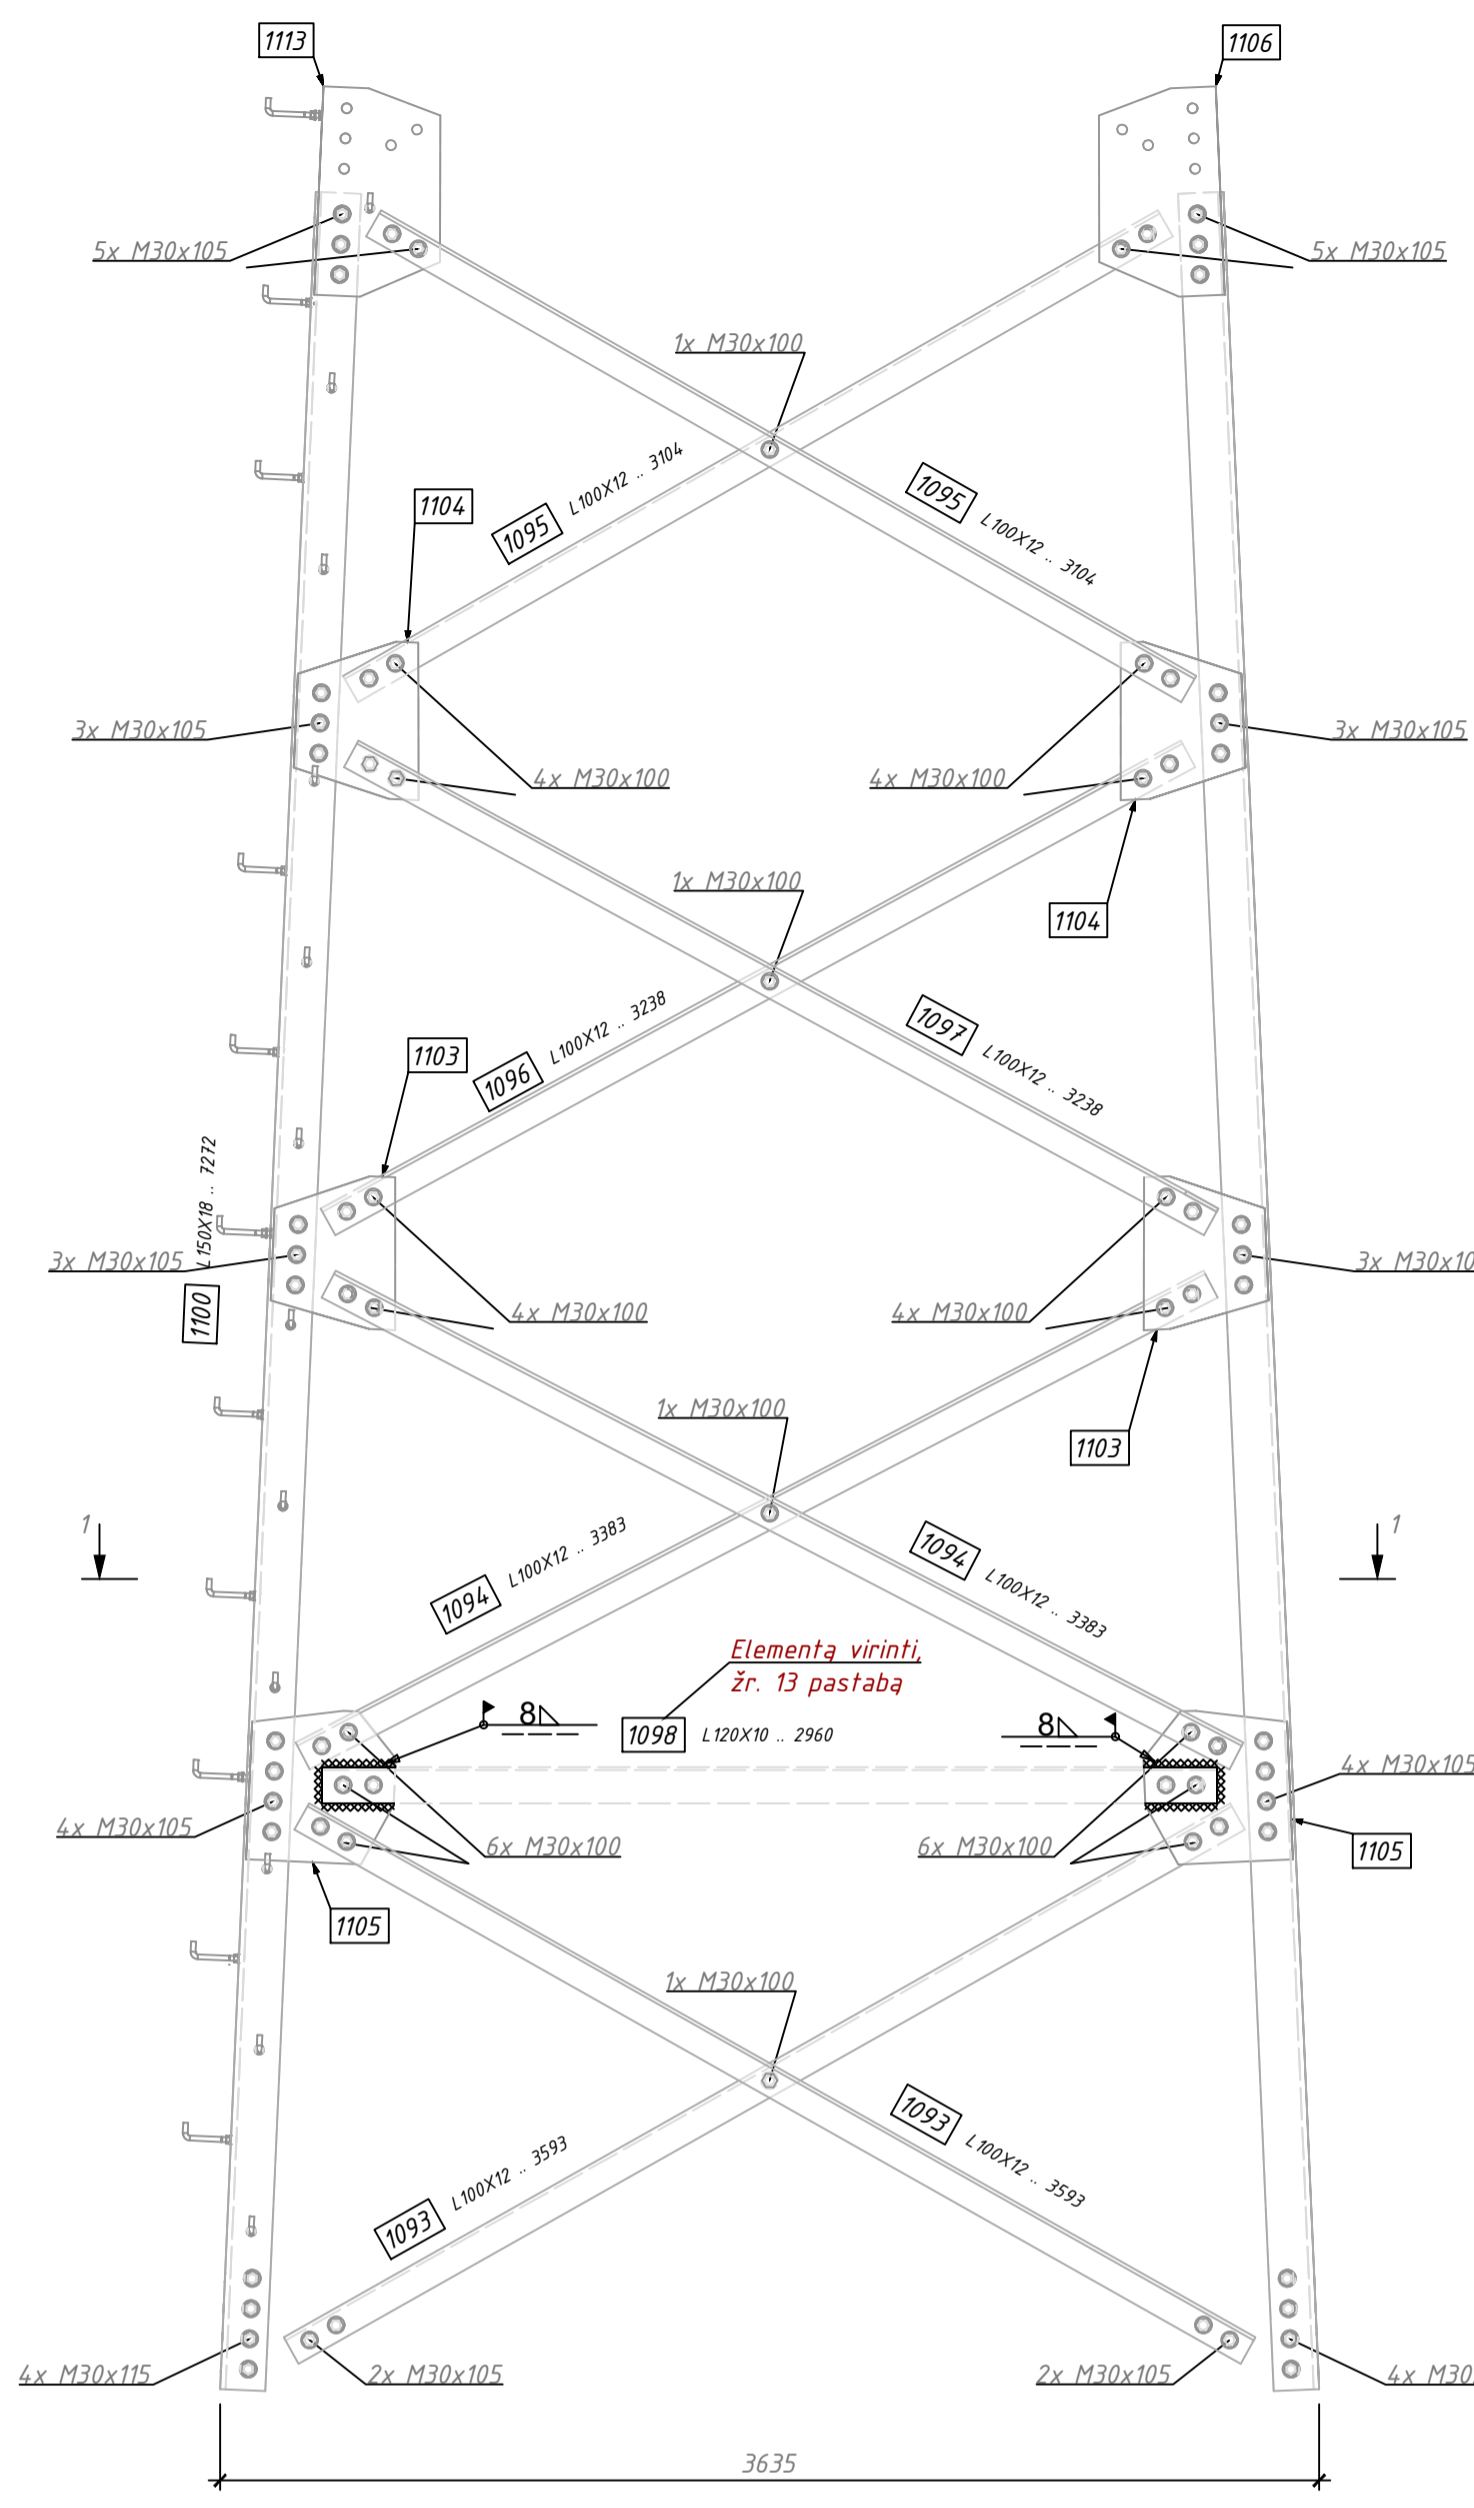 1113
1106
5x M30x105
5x M30x105
1x M30x100
1095
L100X12 .. 3104
1095
L100X12 .. 3104
1104
3x M30x105
3x M30x105
4x M30x100
4x M30x100
1x M30x100
1104
1096
L100X12 .. 3238
1097
L100X12 .. 3238
1103
L150X18 .. 7272
1100
3x M30x105
3x M30x10
4x M30x100
4x M30x100
1x M30x100
1103
1
1
1094
L100X12 .. 3383
1094
L100X12 .. 3383
Elementą virinti,
žr. 13 pastabą
8
8
1098
L120X10 .. 2960
4x M30x105
4x M30x105
6x M30x100
6x M30x100
1105
1105
1x M30x100
1093
L100X12 .. 3593
1093
L100X12 .. 3593
4x M30x115
2x M30x105
2x M30x105
4x M30
3635